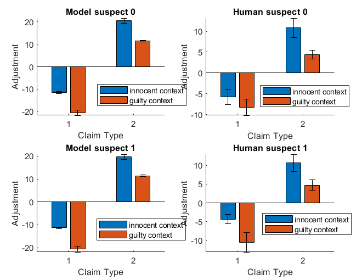 Model suspect 0
Human suspect 0
Adjustment
20
10
0
-10
-20
innocent context
guilty context
1
2
Claim Type
Adjustment
10
5
0
-5
-10
innocent context
guilty context
1
2
Claim Type
Model suspect 1
Human suspect 1
Adjustment
20
10
0
-10
-20
innocent context
guilty context
1
2
Claim Type
Adjustment
10
5
0
-5
-10
innocent context
guilty context
1
2
Claim Type